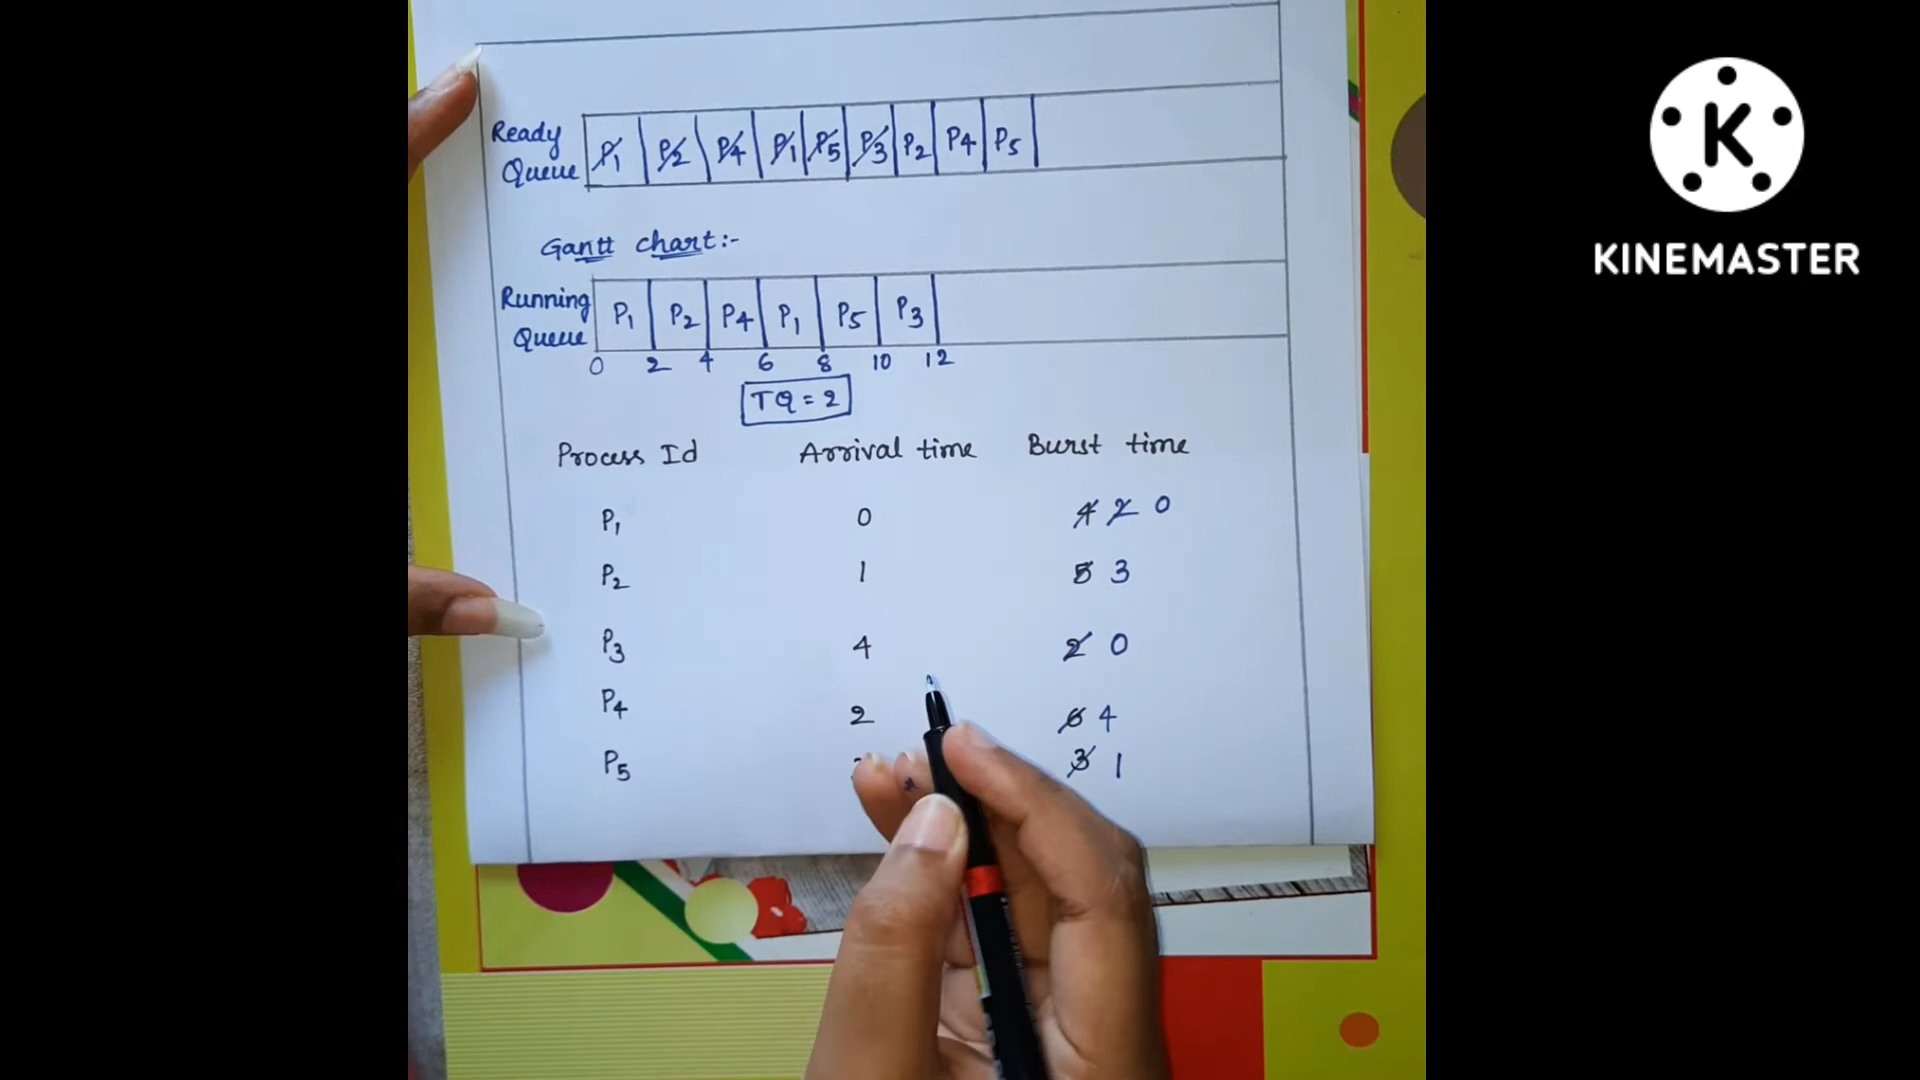 Ready Queue P1 P2 P4 P1 P5 P3 P2 P4 P5
Gantt chart:-
Running Queue P1 P2 P4 P1 P5 P3
0 2 4 6 8 10 12
TQ = 2
Process Id Arrival time Burst time
P1 0 4 2 0
P2 1 5 3
P3 4 2 0
P4 2 6 4
P5 3 1
K
KINEMASTER